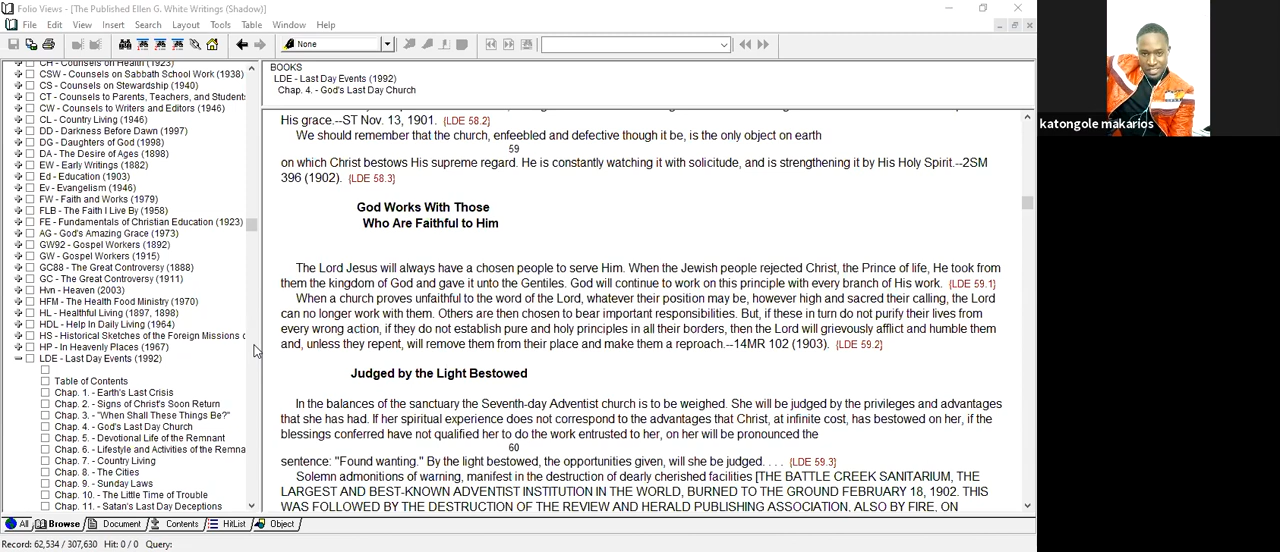 Folio Views - [The Published Ellen G. White Writings (Shadow)]
File Edit View Insert Search Layout Tools Table Window Help
None
CH - Counsels on Health (1923)
CSW - Counsels on Sabbath School Work (1938)
CS - Counsels on Stewardship (1940)
CT - Counsels to Parents, Teachers, and Students
CW - Counsels to Writers and Editors (1946)
CL - Country Living (1946)
DD - Darkness Before Dawn (1997)
DG - Daughters of God (1998)
DA - The Desire of Ages (1898)
EW - Early Writings (1882)
Ed - Education (1903)
Ev - Evangelism (1946)
FW - Faith and Works (1979)
FLB - The Faith I Live By (1958)
FE - Fundamentals of Christian Education (1923)
AG - God's Amazing Grace (1973)
GW92 - Gospel Workers (1892)
GW - Gospel Workers (1915)
GC88 - The Great Controversy (1888)
GC - The Great Controversy (1911)
Hvn - Heaven (2003)
HFM - The Health Food Ministry (1970)
HL - Healthful Living (1897, 1898)
HDL - Help In Daily Living (1964)
HS - Historical Sketches of the Foreign Missions o
HP - In Heavenly Places (1967)
LDE - Last Day Events (1992)
Table of Contents
Chap. 1. - Earth's Last Crisis
Chap. 2. - Signs of Christ's Soon Return
Chap. 3. - "When Shall These Things Be?"
Chap. 4. - God's Last Day Church
Chap. 5. - Devotional Life of the Remnant
Chap. 6. - Lifestyle and Activities of the Remna
Chap. 7. - Country Living
Chap. 8. - The Cities
Chap. 9. - Sunday Laws
Chap. 10. - The Little Time of Trouble
Chap. 11. - Satan's Last Day Deceptions
BOOKS
LDE - Last Day Events (1992)
Chap. 4. - God's Last Day Church
His grace.--ST Nov. 13, 1901. {LDE 58.2}
We should remember that the church, enfeebled and defective though it be, is the only object on earth
59
on which Christ bestows His supreme regard. He is constantly watching it with solicitude, and is strengthening it by His Holy Spirit.--2SM
396 (1902). {LDE 58.3}
God Works With Those
Who Are Faithful to Him
The Lord Jesus will always have a chosen people to serve Him. When the Jewish people rejected Christ, the Prince of life, He took from
them the kingdom of God and gave it unto the Gentiles. God will continue to work on this principle with every branch of His work. {LDE 59.1}
When a church proves unfaithful to the word of the Lord, whatever their position may be, however high and sacred their calling, the Lord
can no longer work with them. Others are then chosen to bear important responsibilities. But, if these in turn do not purify their lives from
every wrong action, if they do not establish pure and holy principles in all their borders, then the Lord will grievously afflict and humble them
and, unless they repent, will remove them from their place and make them a reproach.--14MR 102 (1903). {LDE 59.2}
Judged by the Light Bestowed
In the balances of the sanctuary the Seventh-day Adventist church is to be weighed. She will be judged by the privileges and advantages
that she has had. If her spiritual experience does not correspond to the advantages that Christ, at infinite cost, has bestowed on her, if the
blessings conferred have not qualified her to do the work entrusted to her, on her will be pronounced the
60
sentence: "Found wanting." By the light bestowed, the opportunities given, will she be judged. . . . {LDE 59.3}
Solemn admonitions of warning, manifest in the destruction of dearly cherished facilities [THE BATTLE CREEK SANITARIUM, THE
LARGEST AND BEST-KNOWN ADVENTIST INSTITUTION IN THE WORLD, BURNED TO THE GROUND FEBRUARY 18, 1902. THIS
WAS FOLLOWED BY THE DESTRUCTION OF THE REVIEW AND HERALD PUBLISHING ASSOCIATION, ALSO BY FIRE, ON
All Browse Document Contents HitList Object
Record: 62,534 / 307,630 Hit: 0 / 0 Query:
katongole makarios